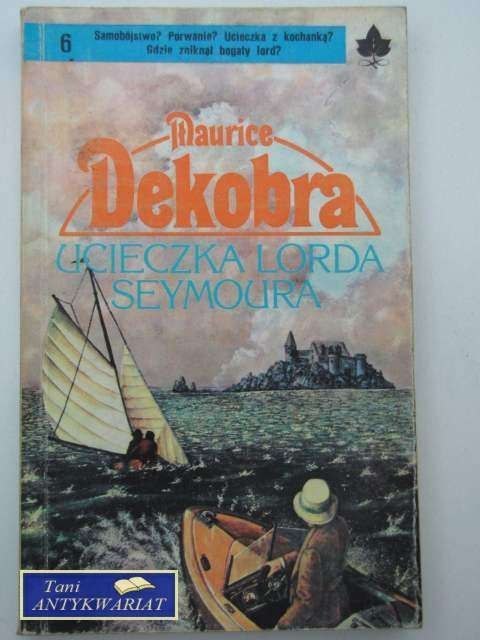 6
Samobójstwo? Porwanie? Ucieczka z kochanką?
Gdzie zniknął bogaty lord?
Maurice
Dekobra
UCIECZKA LORDA
SEYMOURA
Tani
ANTYKWARIAT